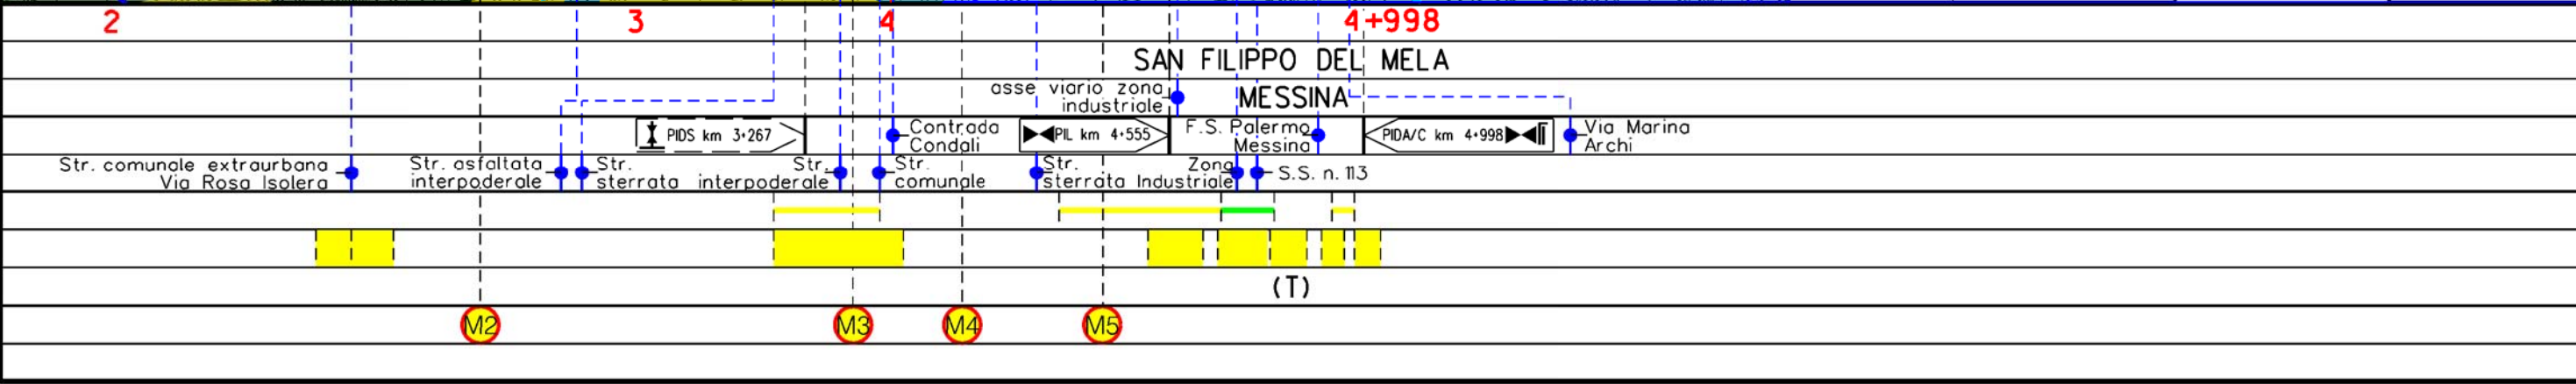 2 3 4 4+998
SAN FILIPPO DEL MELA
asse viario zona
industriale
MESSINA
PIDS km 3+267
Contrada
Condali
PIL km 4+555
F.S. Palermo
Messina
PIDA/C km 4+998
Via Marina
Archi
Str. comunale extraurbana
Via Rosa Isolera
Str. asfaltata
interpoderale
Str.
sterrata
Str.
interpoderale
Str.
comunale
Str.
sterrata
Zona
Industriale
S.S. n. 113
(T)
M2 M3 M4 M5